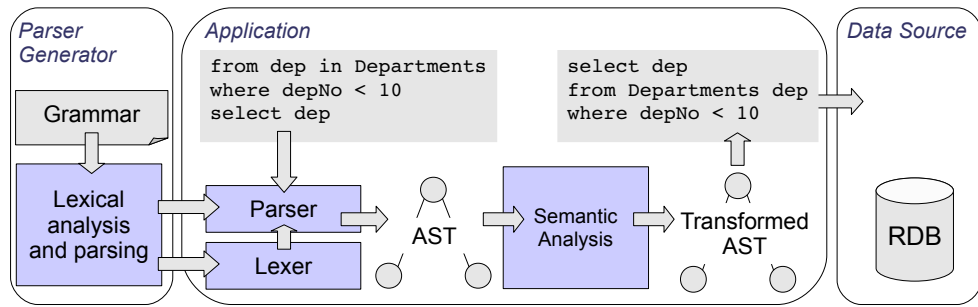 Parser
Generator
Grammar
Lexical
analysis
and parsing
Application
from dep in Departments
where depNo < 10
select dep
Parser
Lexer
AST
Semantic
Analysis
select dep
from Departments dep
where depNo < 10
Transformed
AST
Data Source
RDB